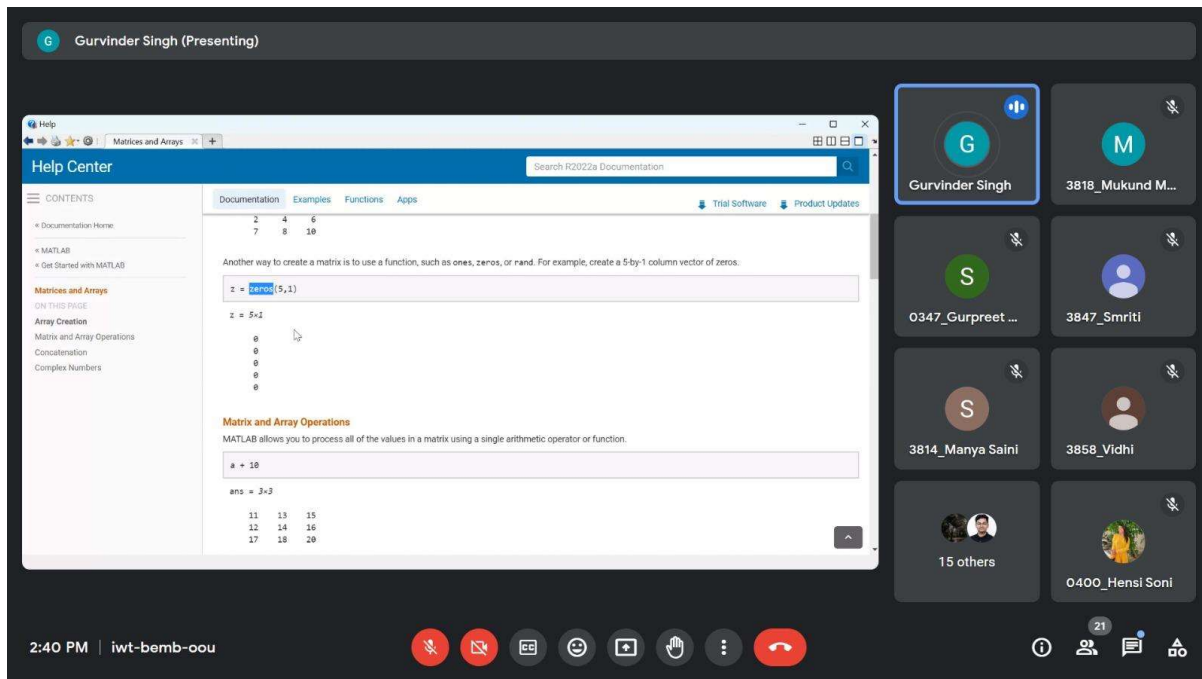 G Gurvinder Singh (Presenting)
Help
Matrices and Arrays
Help Center
Search R2022a Documentation
CONTENTS
« Documentation Home
« MATLAB
« Get Started with MATLAB
Matrices and Arrays
ON THIS PAGE
Array Creation
Matrix and Array Operations
Concatenation
Complex Numbers
Documentation Examples Functions Apps
Trial Software Product Updates
2 4 6
7 8 10
Another way to create a matrix is to use a function, such as ones, zeros, or rand. For example, create a 5-by-1 column vector of zeros.
z = zeros(5,1)
z = 5×1
0
0
0
0
0
Matrix and Array Operations
MATLAB allows you to process all of the values in a matrix using a single arithmetic operator or function.
a + 10
ans = 3×3
11 13 15
12 14 16
17 18 20
G
Gurvinder Singh
M
3818_Mukund M...
S
0347_Gurpreet ...
3847_Smriti
S
3814_Manya Saini
3858_Vidhi
15 others
0400_Hensi Soni
2:40 PM | iwt-bemb-oou
CC
21